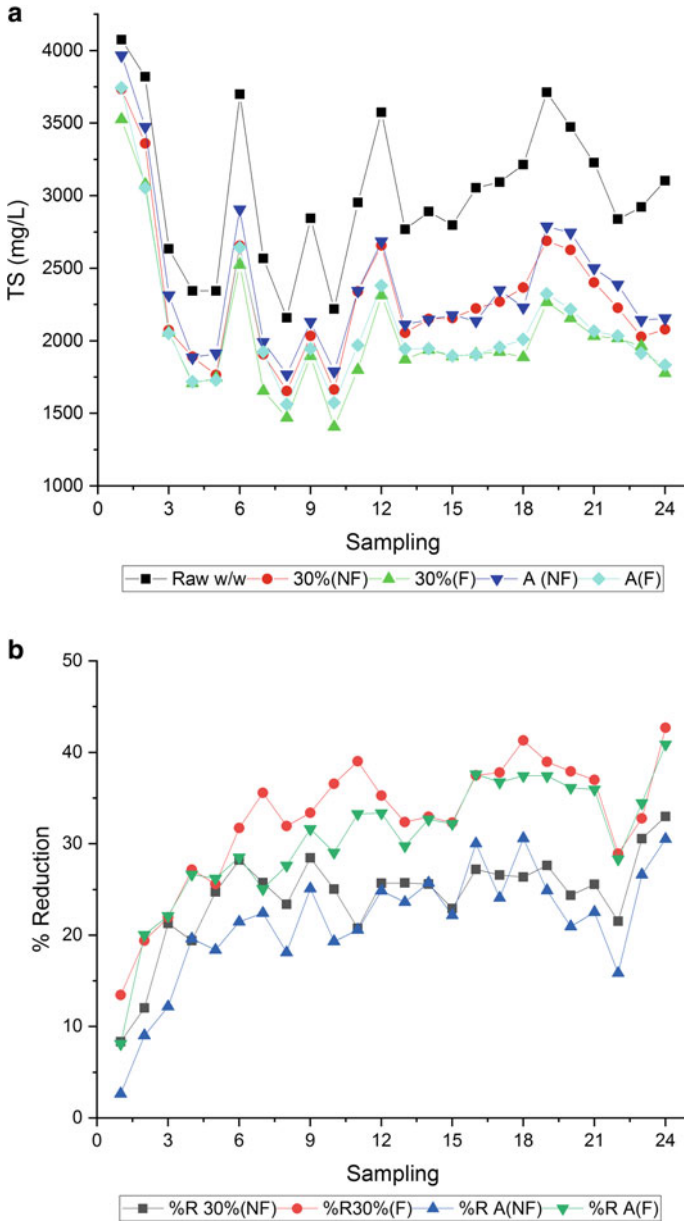 a
4000
3500
3000
2500
2000
1500
1000
TS (mg/L)
0 3 6 9 12 15 18 21 24
Sampling
Raw w/w 30%(NF) 30%(F) A (NF) A(F)
b
50
40
30
20
10
0
% Reduction
0 3 6 9 12 15 18 21 24
Sampling
%R 30%(NF) %R30%(F) %R A(NF) %R A(F)